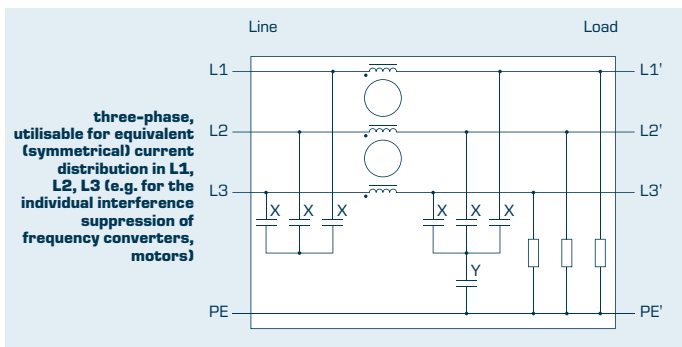 Line Load
L1 L1'
three-phase,
utilisable for equivalent
(symmetrical) current
distribution in L1,
L2, L3 (e.g. for the
individual interference
suppression of
frequency converters,
motors)
L2 L2'
L3 L3'
X X X X X X
Y
PE PE'